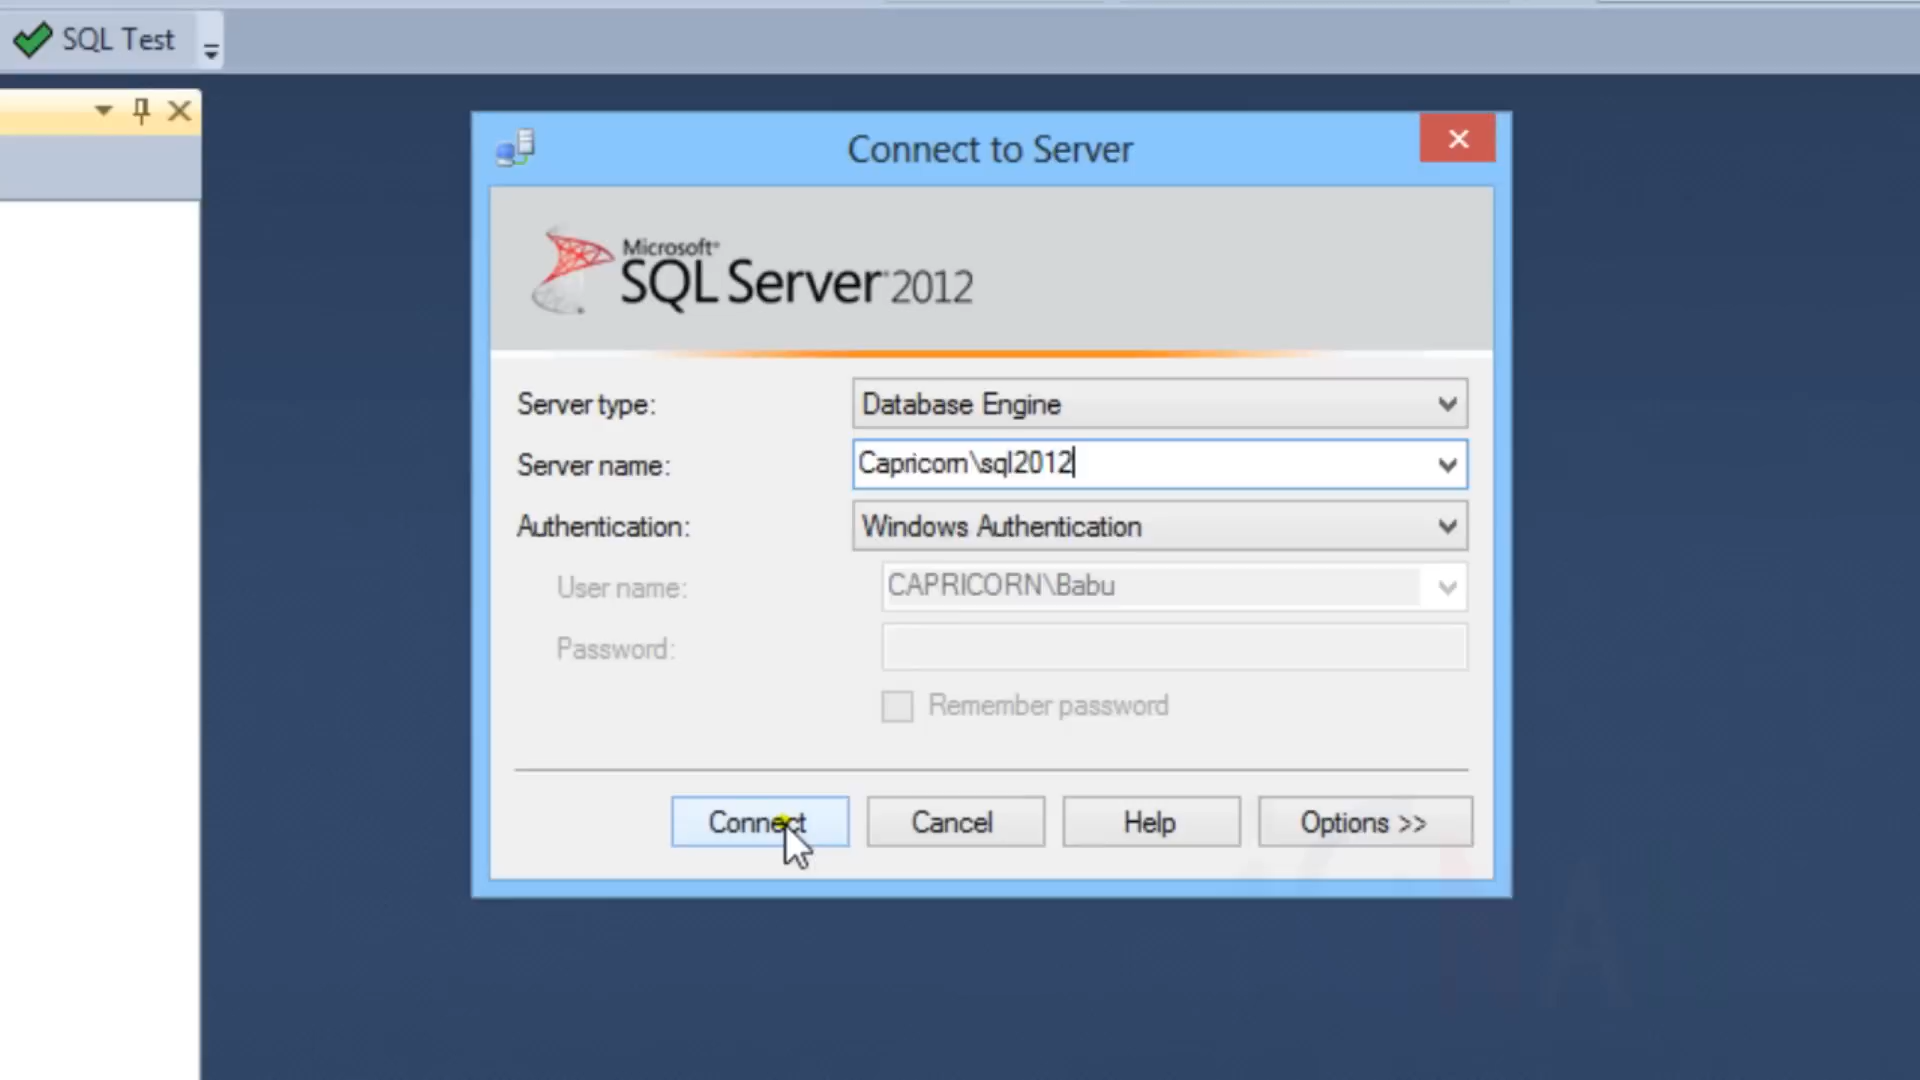 SQL Test
Connect to Server
Microsoft®
SQL Server® 2012
Server type:
Database Engine
Server name:
Capricorn\sql2012
Authentication:
Windows Authentication
User name:
CAPRICORN\Babu
Password:
Remember password
Connect
Cancel
Help
Options >>